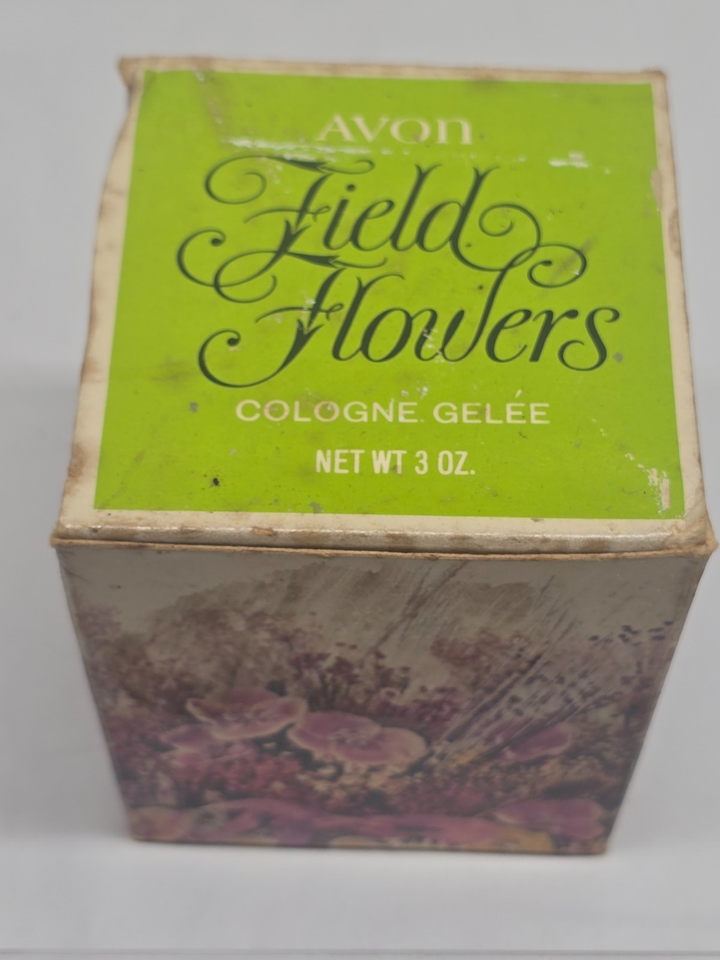 AVON
Field
Flowers
COLOGNE GELÉE
NET WT 3 OZ.